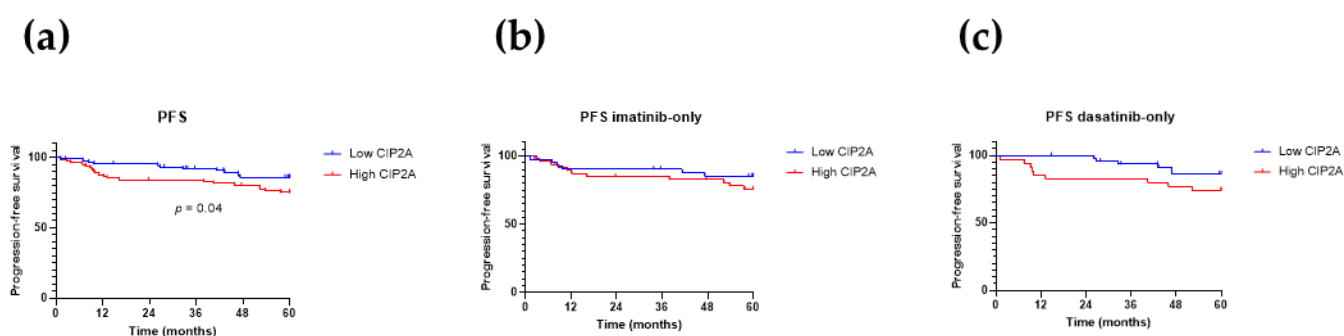 (a)
PFS
Progression-free survival
100
50
0
0 12 24 36 48 60
Time (months)
Low CIP2A
High CIP2A
p = 0.04
(b)
PFS imatinib-only
Progression-free survival
100
50
0
0 12 24 36 48 60
Time (months)
Low CIP2A
High CIP2A
(c)
PFS dasatinib-only
Progression-free survival
100
50
0
0 12 24 36 48 60
Time (months)
Low CIP2A
High CIP2A